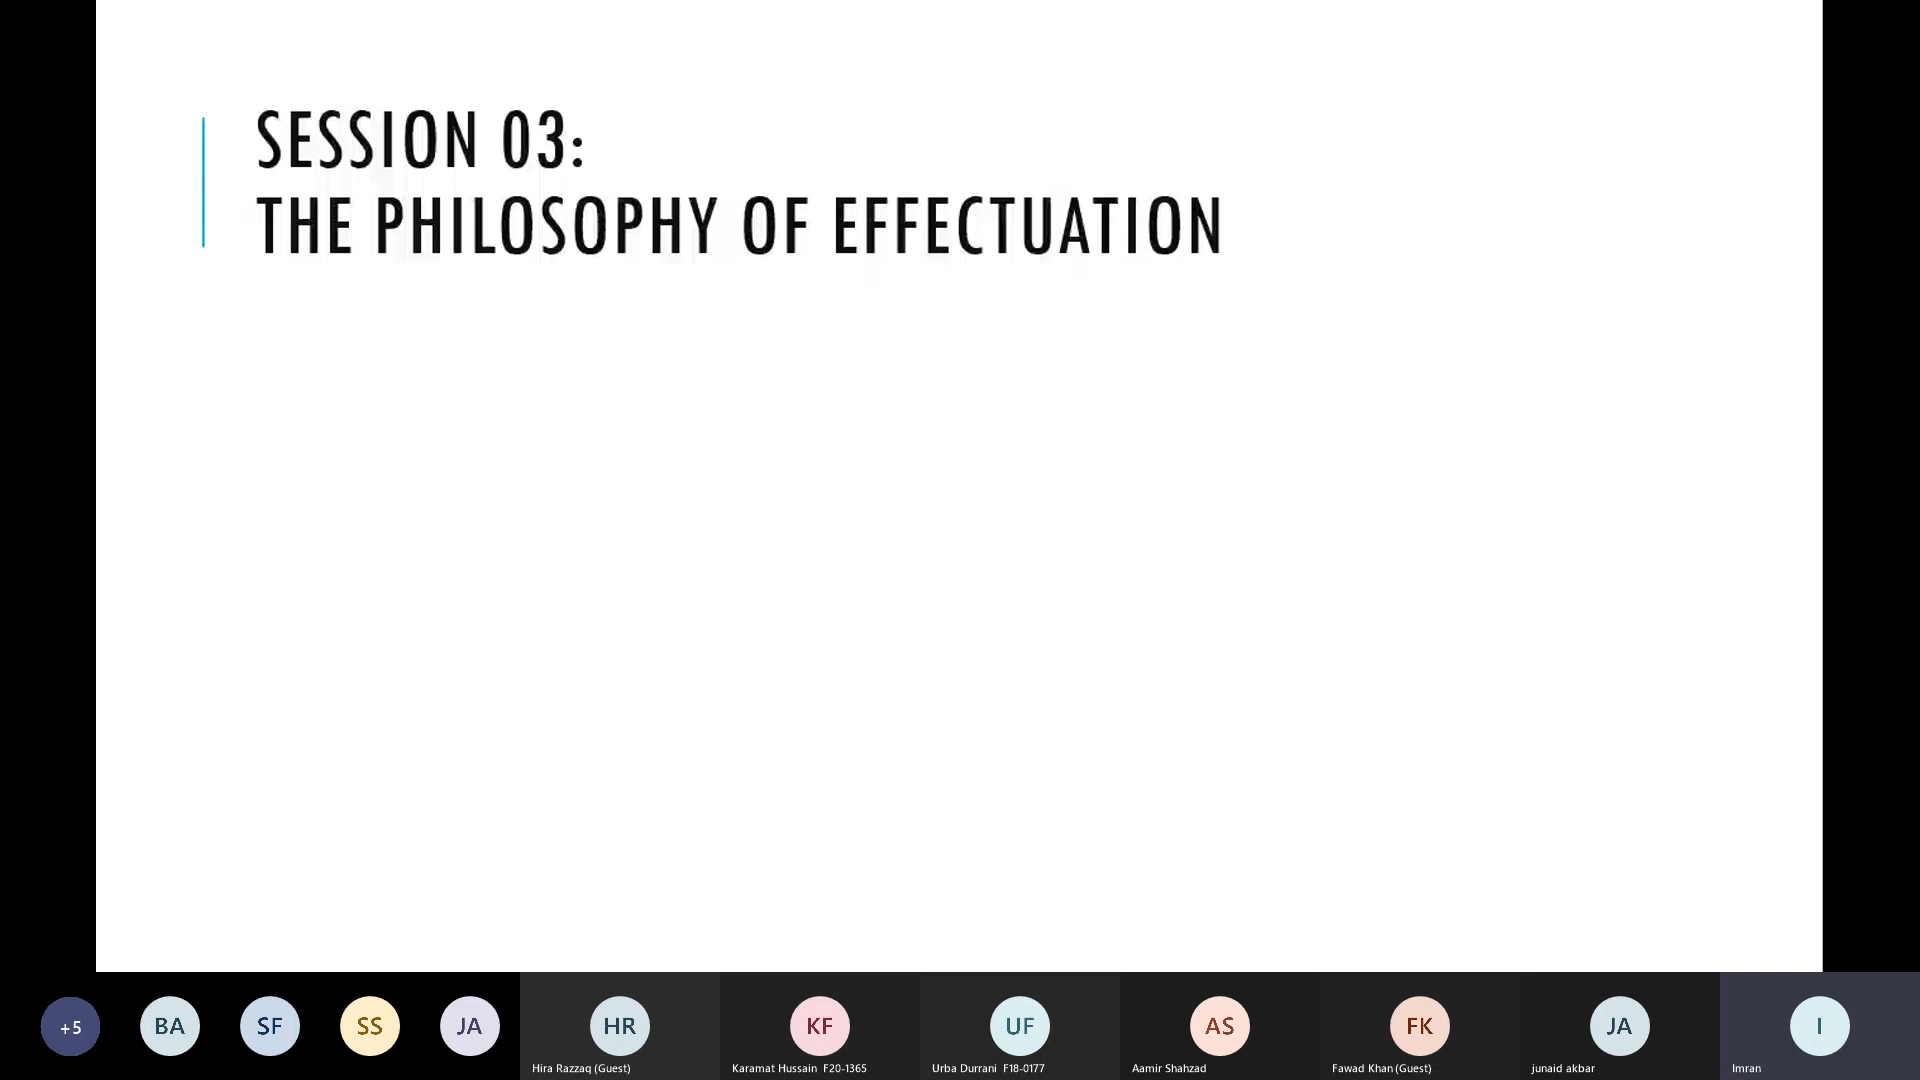 SESSION 03:
THE PHILOSOPHY OF EFFECTUATION
+5
BA
SF
SS
JA
HR
Hira Razzaq (Guest)
KF
Karamat Hussain F20-1365
UF
Urba Durrani F18-0177
AS
Aamir Shahzad
FK
Fawad Khan (Guest)
JA
junaid akbar
I
Imran